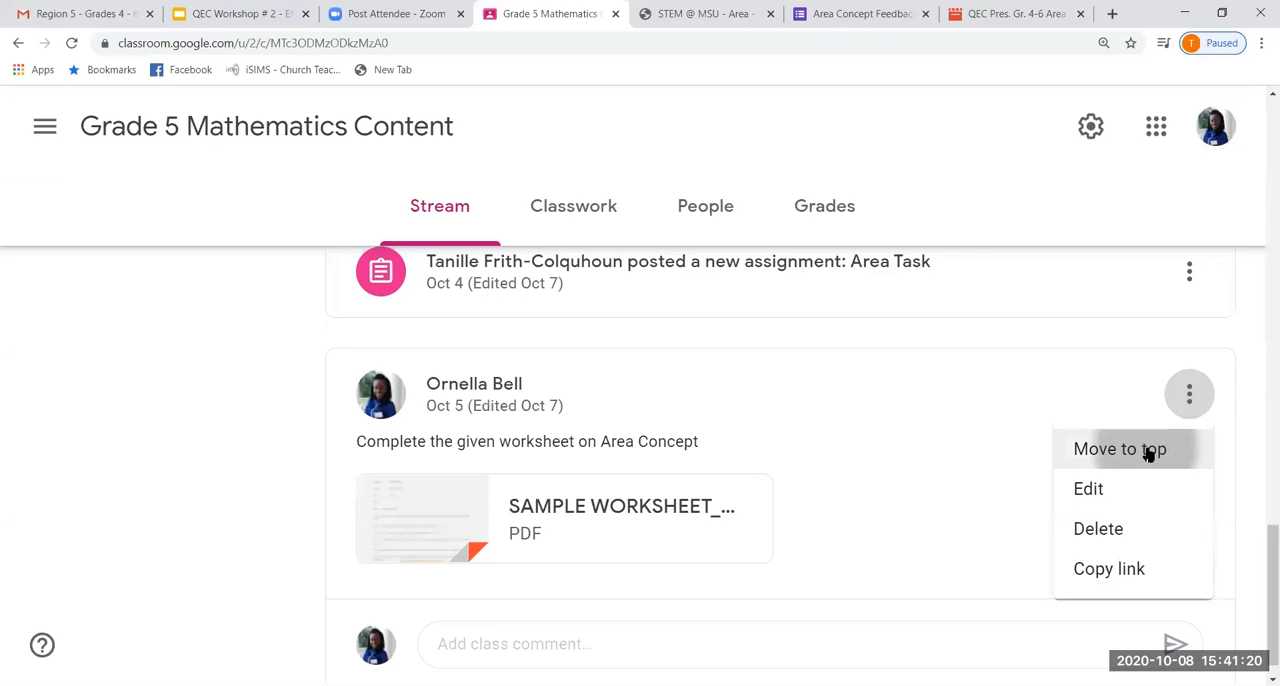 Region 5 - Grades 4 - 6
QEC Workshop # 2 - E
Post Attendee - Zoom
Grade 5 Mathematics C
STEM @ MSU - Area -
Area Concept Feedbac
QEC Pres. Gr. 4-6 Area
classroom.google.com/u/2/c/MTc3ODMzODkzMzA0
T
Paused
Apps
Bookmarks
Facebook
iSIMS - Church Teac...
New Tab
Grade 5 Mathematics Content
Stream
Classwork
People
Grades
Tanille Frith-Colquhoun posted a new assignment: Area Task
Oct 4 (Edited Oct 7)
Ornella Bell
Oct 5 (Edited Oct 7)
Complete the given worksheet on Area Concept
SAMPLE WORKSHEET_...
PDF
Move to top
Edit
Delete
Copy link
Add class comment...
2020-10-08 15:41:20